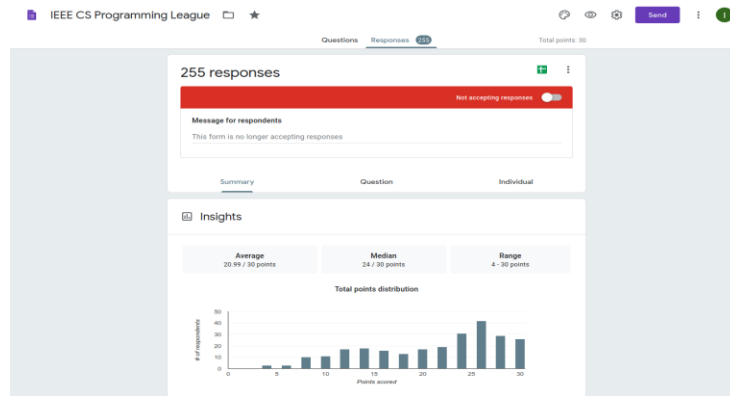 IEEE CS Programming League
Send
Questions Responses 255
Total points: 30
255 responses
Not accepting responses
Message for respondents
This form is no longer accepting responses
Summary Question Individual
Insights
Average Median Range
20.99 / 30 points 24 / 30 points 4 - 30 points
Total points distribution
# of respondents
50
40
30
20
10
0
0 5 10 15 20 25 30
Points scored